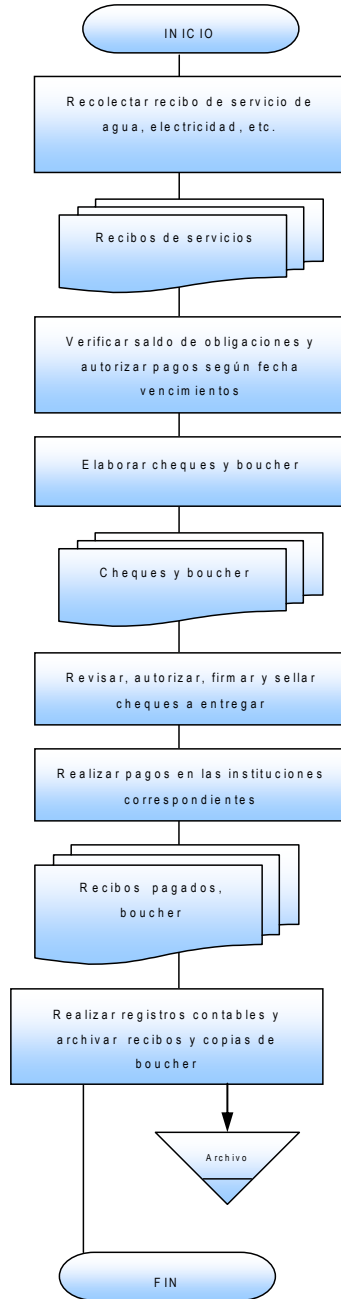 INICIO
Recolectar recibo de servicio de
agua, electricidad, etc.
Recibos de servicios
Verificar saldo de obligaciones y
autorizar pagos según fecha
vencimientos
Elaborar cheques y boucher
Cheques y boucher
Revisar, autorizar, firmar y sellar
cheques a entregar
Realizar pagos en las instituciones
correspondientes
Recibos pagados,
boucher
Realizar registros contables y
archivar recibos y copias de
boucher
Archivo
FIN